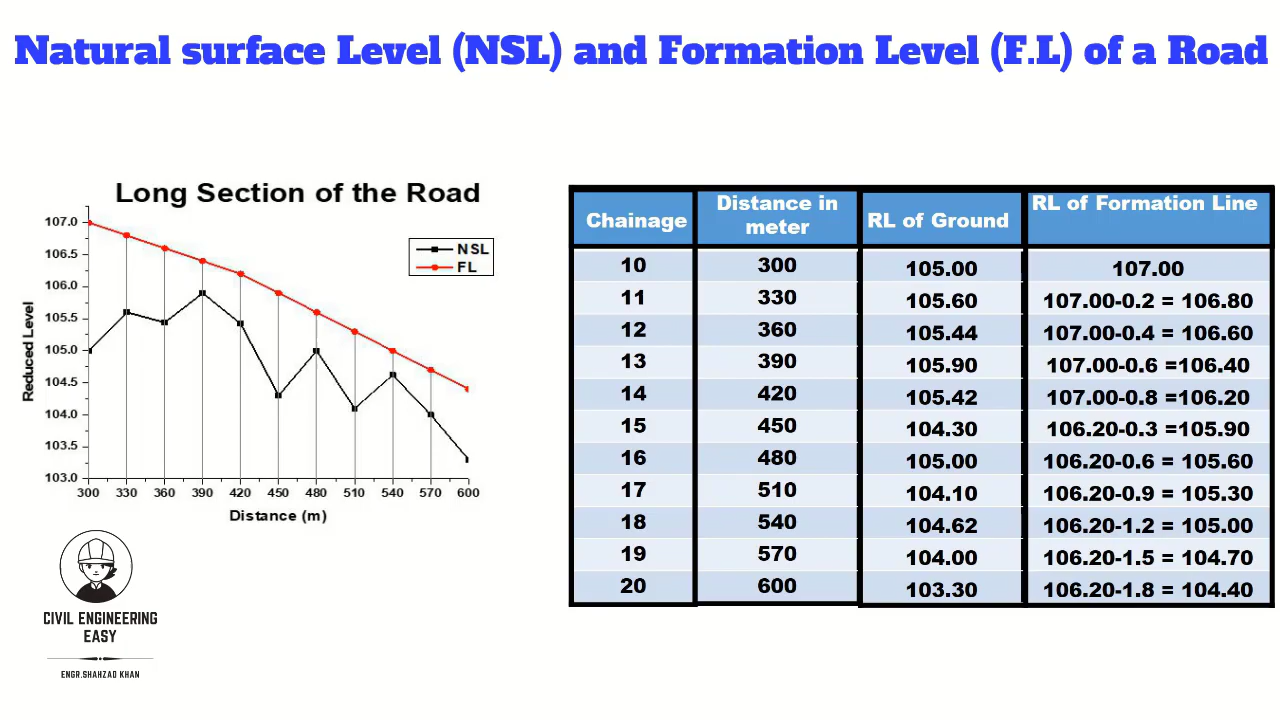 Natural surface Level (NSL) and Formation Level (F.L) of a Road
Long Section of the Road
107.0
106.5
106.0
105.5
105.0
104.5
104.0
103.5
103.0
Reduced Level
NSL
FL
300 330 360 390 420 450 480 510 540 570 600
Distance (m)
CIVIL ENGINEERING
EASY
ENGR.SHAHZAD KHAN
Chainage Distance in meter RL of Ground RL of Formation Line
10 300 105.00 107.00
11 330 105.60 107.00-0.2 = 106.80
12 360 105.44 107.00-0.4 = 106.60
13 390 105.90 107.00-0.6 =106.40
14 420 105.42 107.00-0.8 =106.20
15 450 104.30 106.20-0.3 =105.90
16 480 105.00 106.20-0.6 = 105.60
17 510 104.10 106.20-0.9 = 105.30
18 540 104.62 106.20-1.2 = 105.00
19 570 104.00 106.20-1.5 = 104.70
20 600 103.30 106.20-1.8 = 104.40